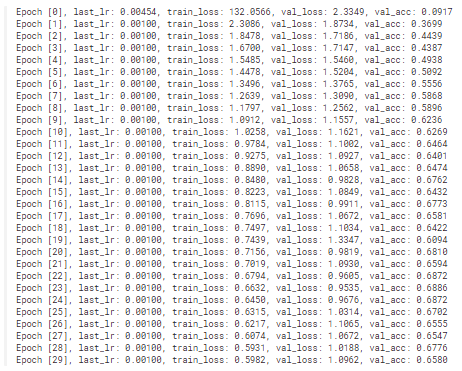 Epoch [0], last_lr: 0.00454, train_loss: 132.0566, val_loss: 2.3349, val_acc: 0.0917
Epoch [1], last_lr: 0.00100, train_loss: 2.3086, val_loss: 1.8734, val_acc: 0.3699
Epoch [2], last_lr: 0.00100, train_loss: 1.8478, val_loss: 1.7186, val_acc: 0.4439
Epoch [3], last_lr: 0.00100, train_loss: 1.6700, val_loss: 1.7147, val_acc: 0.4387
Epoch [4], last_lr: 0.00100, train_loss: 1.5485, val_loss: 1.5460, val_acc: 0.4938
Epoch [5], last_lr: 0.00100, train_loss: 1.4478, val_loss: 1.5204, val_acc: 0.5092
Epoch [6], last_lr: 0.00100, train_loss: 1.3496, val_loss: 1.3765, val_acc: 0.5556
Epoch [7], last_lr: 0.00100, train_loss: 1.2639, val_loss: 1.3090, val_acc: 0.5868
Epoch [8], last_lr: 0.00100, train_loss: 1.1797, val_loss: 1.2562, val_acc: 0.5896
Epoch [9], last_lr: 0.00100, train_loss: 1.0912, val_loss: 1.1557, val_acc: 0.6236
Epoch [10], last_lr: 0.00100, train_loss: 1.0258, val_loss: 1.1621, val_acc: 0.6269
Epoch [11], last_lr: 0.00100, train_loss: 0.9784, val_loss: 1.1002, val_acc: 0.6464
Epoch [12], last_lr: 0.00100, train_loss: 0.9275, val_loss: 1.0927, val_acc: 0.6401
Epoch [13], last_lr: 0.00100, train_loss: 0.8890, val_loss: 1.0658, val_acc: 0.6474
Epoch [14], last_lr: 0.00100, train_loss: 0.8480, val_loss: 0.9828, val_acc: 0.6762
Epoch [15], last_lr: 0.00100, train_loss: 0.8223, val_loss: 1.0849, val_acc: 0.6432
Epoch [16], last_lr: 0.00100, train_loss: 0.8115, val_loss: 0.9911, val_acc: 0.6773
Epoch [17], last_lr: 0.00100, train_loss: 0.7696, val_loss: 1.0672, val_acc: 0.6581
Epoch [18], last_lr: 0.00100, train_loss: 0.7497, val_loss: 1.1034, val_acc: 0.6422
Epoch [19], last_lr: 0.00100, train_loss: 0.7439, val_loss: 1.3347, val_acc: 0.6094
Epoch [20], last_lr: 0.00100, train_loss: 0.7156, val_loss: 0.9819, val_acc: 0.6810
Epoch [21], last_lr: 0.00100, train_loss: 0.7019, val_loss: 1.0930, val_acc: 0.6594
Epoch [22], last_lr: 0.00100, train_loss: 0.6794, val_loss: 0.9605, val_acc: 0.6872
Epoch [23], last_lr: 0.00100, train_loss: 0.6632, val_loss: 0.9535, val_acc: 0.6886
Epoch [24], last_lr: 0.00100, train_loss: 0.6450, val_loss: 0.9676, val_acc: 0.6872
Epoch [25], last_lr: 0.00100, train_loss: 0.6315, val_loss: 1.0314, val_acc: 0.6702
Epoch [26], last_lr: 0.00100, train_loss: 0.6217, val_loss: 1.1065, val_acc: 0.6555
Epoch [27], last_lr: 0.00100, train_loss: 0.6074, val_loss: 1.0672, val_acc: 0.6547
Epoch [28], last_lr: 0.00100, train_loss: 0.5931, val_loss: 1.0188, val_acc: 0.6776
Epoch [29], last_lr: 0.00100, train_loss: 0.5982, val_loss: 1.0962, val_acc: 0.6580